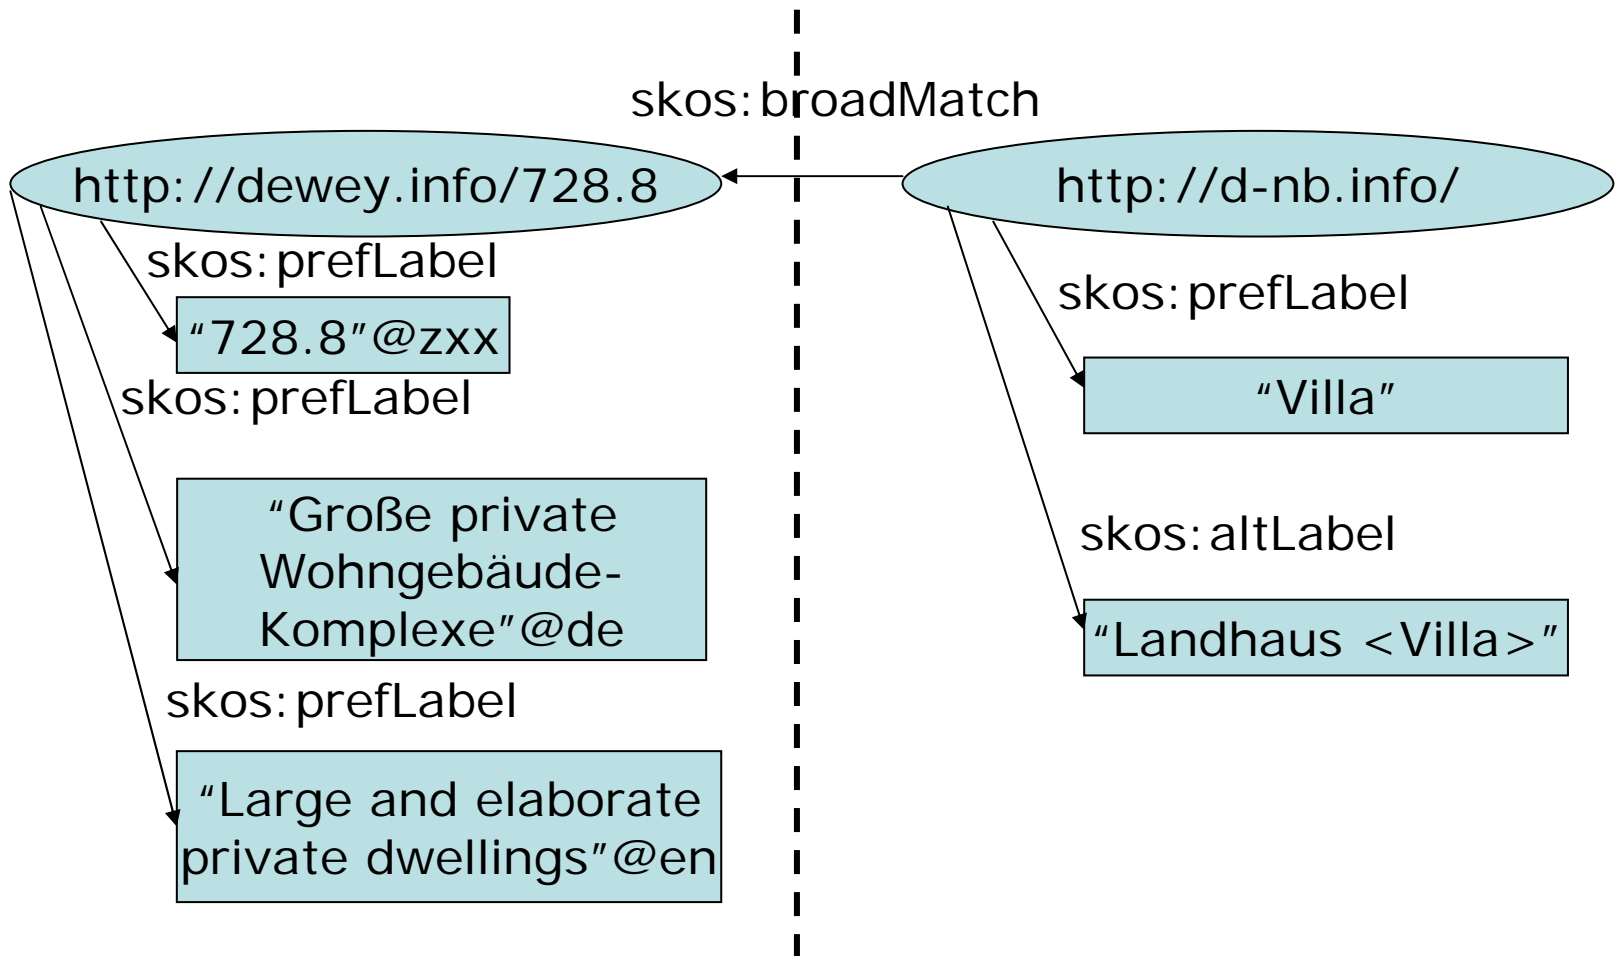 skos:broadMatch
http://dewey.info/728.8
http://d-nb.info/
skos:prefLabel
“728.8”@zxx
skos:prefLabel
“Große private
Wohngebäude-
Komplexe”@de
skos:prefLabel
“Large and elaborate
private dwellings”@en
skos:prefLabel
“Villa”
skos:altLabel
“Landhaus <Villa>”